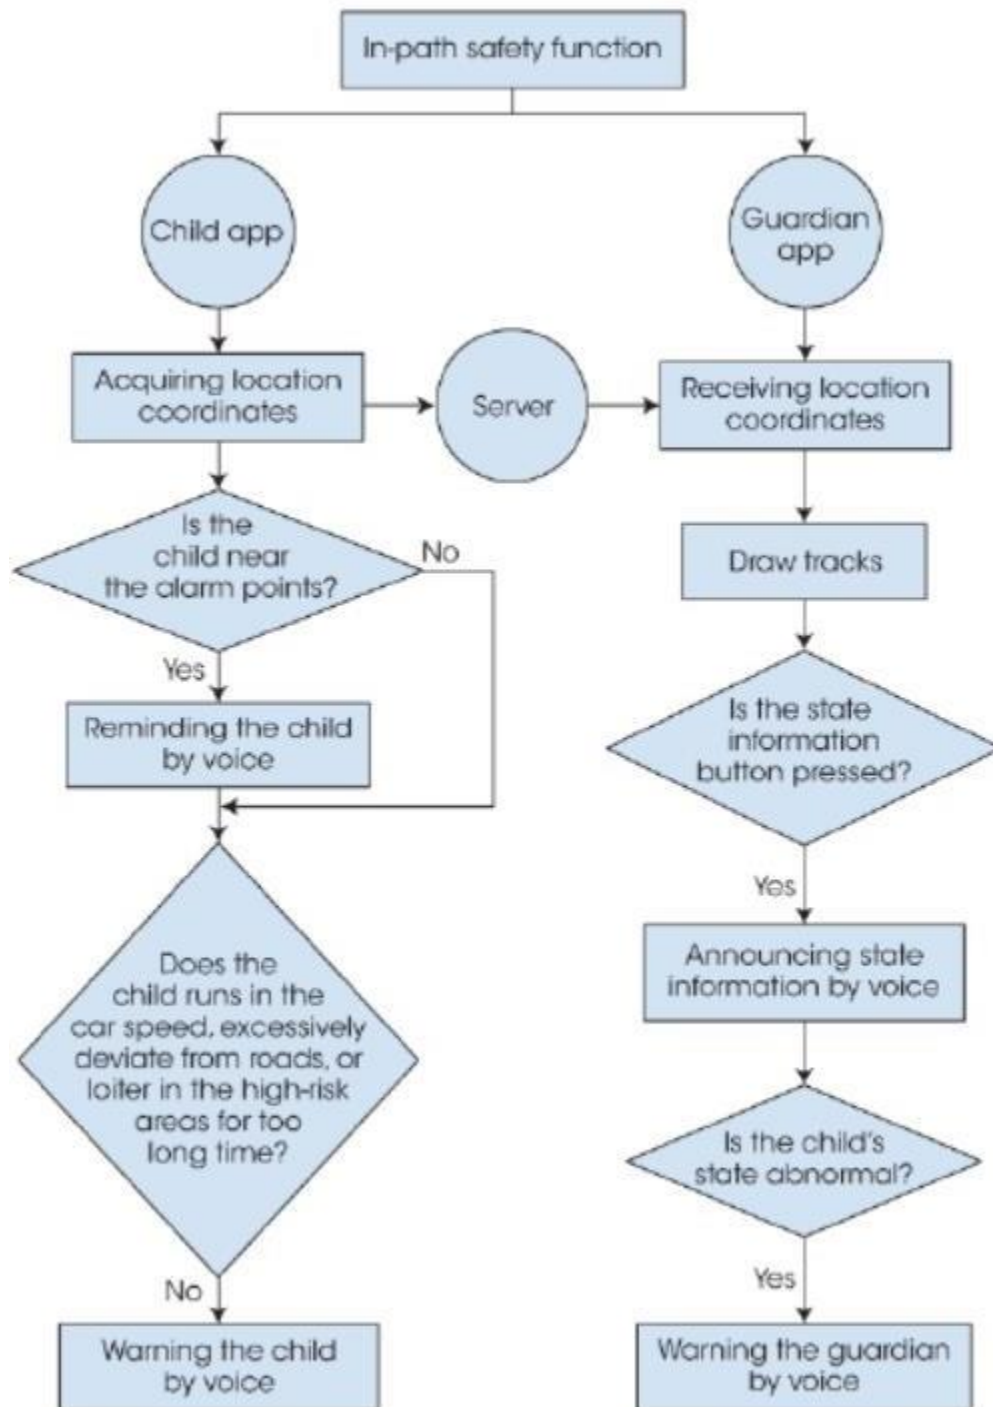 In-path safety function
Child app
Guardian
app
Acquiring location
coordinates
Server
Receiving location
coordinates
Is the
child near
the alarm points?
No
Draw tracks
Yes
Reminding the child
by voice
Is the state
information
button pressed?
Yes
Does the
child runs in the
car speed, excessively
deviate from roads, or
loiter in the high-risk
areas for too
long time?
Announcing state
information by voice
Is the child's
state abnormal?
No
Yes
Warning the child
by voice
Warning the guardian
by voice